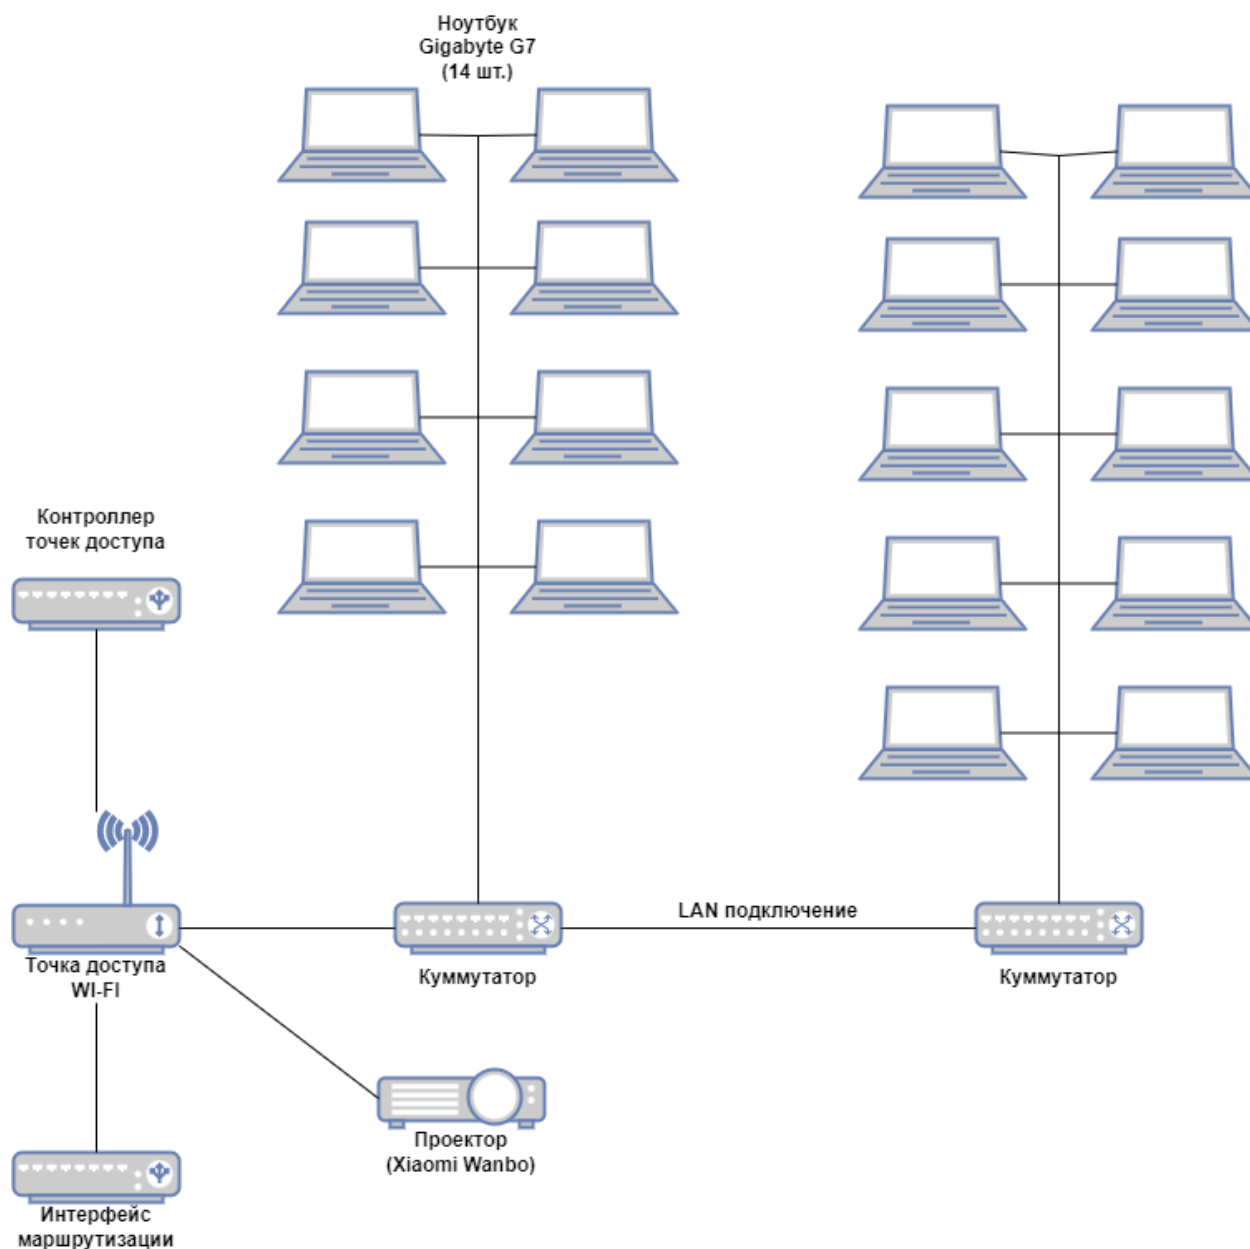 Ноутбук
Gigabyte G7
(14 шт.)
Контроллер
точек доступа
LAN подключение
Точка доступа
WI-FI
Куммутатор
Куммутатор
Проектор
(Xiaomi Wanbo)
Интерфейс
маршрутизации